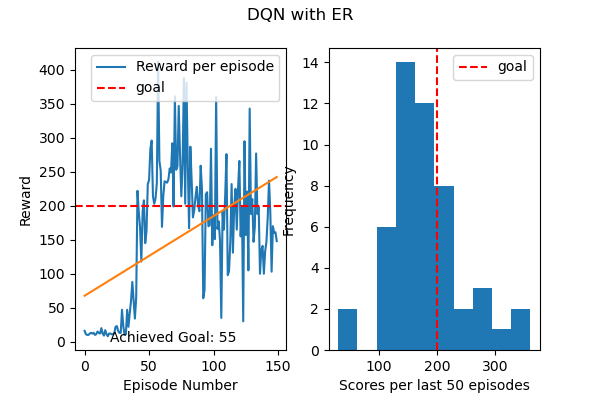 DQN with ER
Reward per episode
goal
400
350
300
250
200
150
100
50
0
Reward
Achieved Goal: 55
0
50
100
150
Episode Number
goal
14
12
10
8
6
4
2
0
Frequency
100
200
300
Scores per last 50 episodes